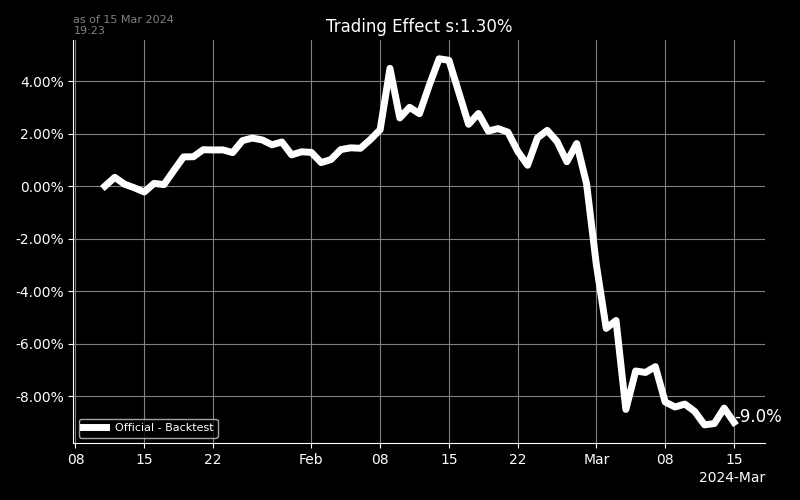 as of 15 Mar 2024
19:23
Trading Effect s:1.30%
4.00%
2.00%
0.00%
-2.00%
-4.00%
-6.00%
-8.00%
-9.0%
Official - Backtest
08 15 22 Feb 08 15 22 Mar 08 15
2024-Mar